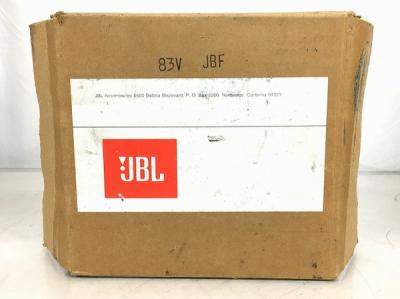 83V JBF
JBL Incorporated 8500 Balboa Boulevard, P. O. Box 2200, Northridge, California 91329
JBL